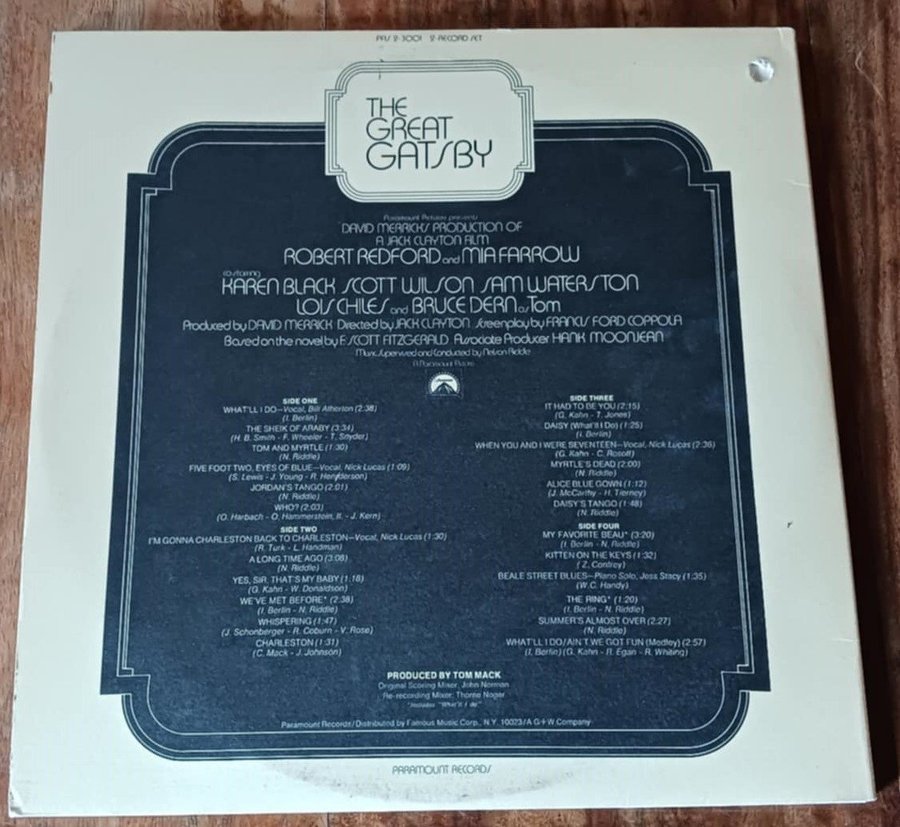 PAS 2-3001 2-RECORD SET
THE
GREAT
GATSBY
Paramount Pictures presents
DAVID MERRICK'S PRODUCTION OF
A JACK CLAYTON FILM
ROBERT REDFORD and MIA FARROW
co-starring
KAREN BLACK SCOTT WILSON SAM WATERSTON
LOIS CHILES and BRUCE DERN as Tom
Produced by DAVID MERRICK Directed by JACK CLAYTON Screenplay by FRANCIS FORD COPPOLA
Based on the novel by F. SCOTT FITZGERALD Associate Producer HANK MOONJEAN
Music Supervised and Conducted by Nelson Riddle
A Paramount Picture
SIDE ONE
WHAT'LL I DO—Vocal, Bill Atherton (2:38)
(I. Berlin)
THE SHEIK OF ARABY (3:34)
(H. B. Smith - F. Wheeler - T. Snyder)
TOM AND MYRTLE (1:30)
(N. Riddle)
FIVE FOOT TWO, EYES OF BLUE—Vocal, Nick Lucas (1:09)
(S. Lewis - J. Young - R. Henderson)
JORDAN'S TANGO (2:01)
(N. Riddle)
WHO? (2:03)
(O. Harbach - O. Hammerstein, II. - J. Kern)
SIDE TWO
I'M GONNA CHARLESTON BACK TO CHARLESTON—Vocal, Nick Lucas (1:30)
(R. Turk - L. Handman)
A LONG TIME AGO (3:08)
(N. Riddle)
YES, SIR, THAT'S MY BABY (1:18)
(G. Kahn - W. Donaldson)
WE'VE MET BEFORE* (2:38)
(I. Berlin - N. Riddle)
WHISPERING (1:47)
(J. Schonberger - R. Coburn - V. Rose)
CHARLESTON (1:31)
(C. Mack - J. Johnson)
SIDE THREE
IT HAD TO BE YOU (2:15)
(G. Kahn - T. Jones)
DAISY (What'll I Do) (1:25)
(I. Berlin)
WHEN YOU AND I WERE SEVENTEEN—Vocal, Nick Lucas (2:36)
(G. Kahn - C. Rosoff)
MYRTLE'S DEAD (2:00)
(N. Riddle)
ALICE BLUE GOWN (1:12)
(J. McCarthy - H. Tierney)
DAISY'S TANGO (1:48)
(N. Riddle)
SIDE FOUR
MY FAVORITE BEAU* (3:20)
(I. Berlin - N. Riddle)
KITTEN ON THE KEYS (1:32)
(Z. Confrey)
BEALE STREET BLUES—Piano Solo, Jess Stacy (1:35)
(W.C. Handy)
THE RING* (1:20)
(I. Berlin - N. Riddle)
SUMMER'S ALMOST OVER (2:27)
(N. Riddle)
WHAT'LL I DO/AIN'T WE GOT FUN (Medley) (2:57)
(I. Berlin) (G. Kahn - R. Egan - R. Whiting)
PRODUCED BY TOM MACK
Original Scoring Mixer, John Norman
Re-recording Mixer: Thorne Nogar
*Includes "What'll I do"
Paramount Records/Distributed by Famous Music Corp., N.Y. 10023/A G+W Company
PARAMOUNT RECORDS